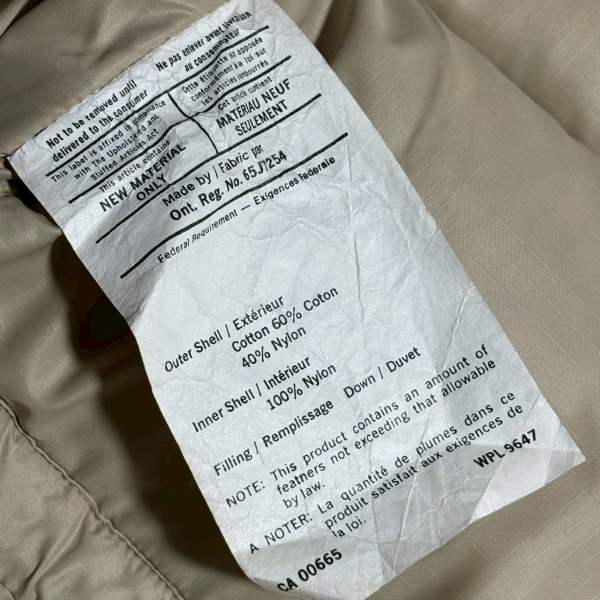 Not to be removed until
delivered to the consumer
Ne pas enlever avant livraison
au consommateur
This label is affixed in compliance
with The Upholstered and
Stuffed Articles Act.
Cette étiquette est apposée
conformément à la loi sur
les articles rembourrés
This article contains
NEW MATERIAL
ONLY
Cet article contient
MATÉRIAU NEUF
SEULEMENT
Made by / Fabric par
Ont. Reg. No. 65J7254
Federal Requirement — Exigences Federale
Outer Shell / Extérieur
Cotton 60% Coton
40% Nylon
Inner Shell / Intérieur
100% Nylon
Filling / Remplissage Down / Duvet
NOTE: This product contains an amount of
feathers not exceeding that allowable
by law.
A NOTER: La quantité de plumes dans ce
produit satisfait aux exigences de
la loi.
CA 00665
WPL 9647